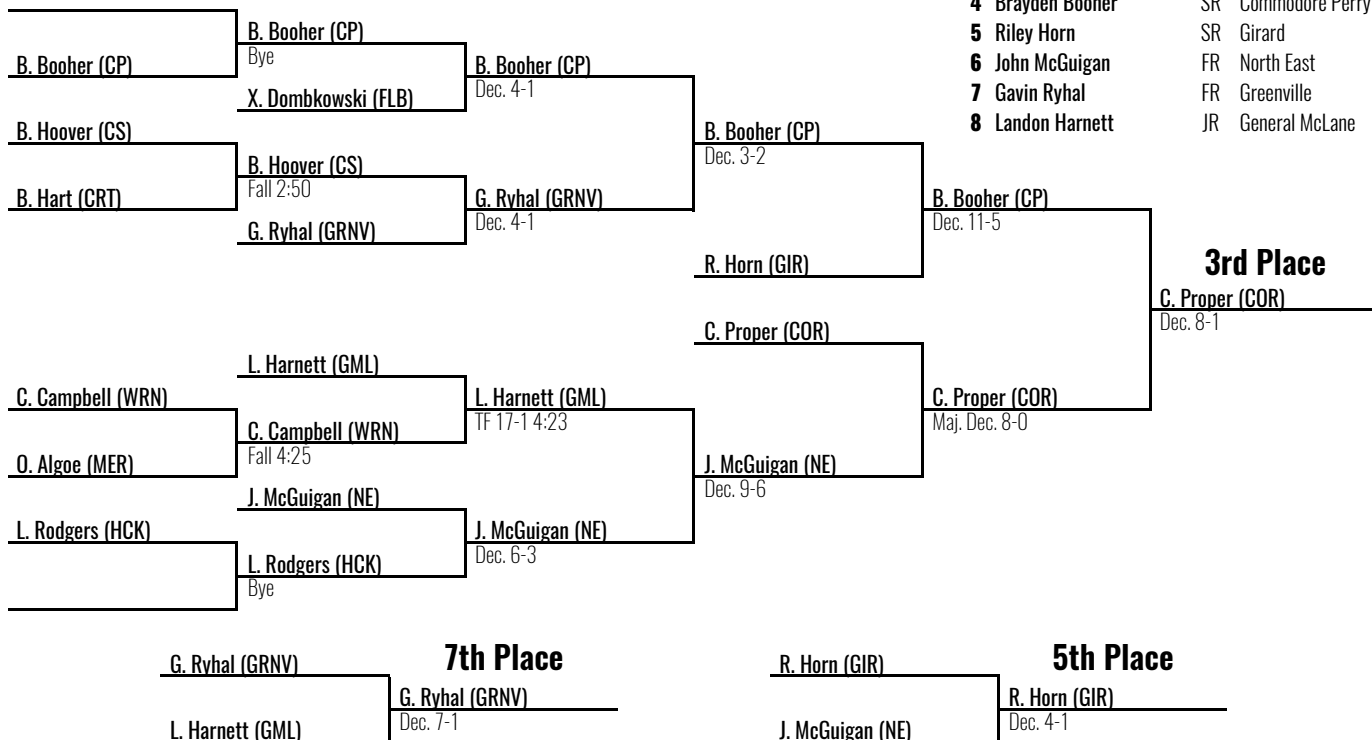 4 Brayden Booher SR Commodore Perry
5 Riley Horn SR Girard
6 John McGuigan FR North East
7 Gavin Ryhal FR Greenville
8 Landon Harnett JR General McLane
B. Booher (CP)
B. Booher (CP)
Bye
B. Booher (CP)
Dec. 4-1
X. Dombkowski (FLB)
B. Hoover (CS)
B. Booher (CP)
Dec. 3-2
B. Hoover (CS)
Fall 2:50
B. Hart (CRT)
G. Ryhal (GRNV)
Dec. 4-1
B. Booher (CP)
Dec. 11-5
G. Ryhal (GRNV)
R. Horn (GIR)
3rd Place
C. Proper (COR)
Dec. 8-1
C. Proper (COR)
L. Harnett (GML)
C. Campbell (WRN)
L. Harnett (GML)
TF 17-1 4:23
C. Proper (COR)
Maj. Dec. 8-0
C. Campbell (WRN)
Fall 4:25
O. Algoe (MER)
J. McGuigan (NE)
Dec. 9-6
J. McGuigan (NE)
L. Rodgers (HCK)
J. McGuigan (NE)
Dec. 6-3
L. Rodgers (HCK)
Bye
7th Place
G. Ryhal (GRNV)
G. Ryhal (GRNV)
Dec. 7-1
L. Harnett (GML)
5th Place
R. Horn (GIR)
R. Horn (GIR)
Dec. 4-1
J. McGuigan (NE)